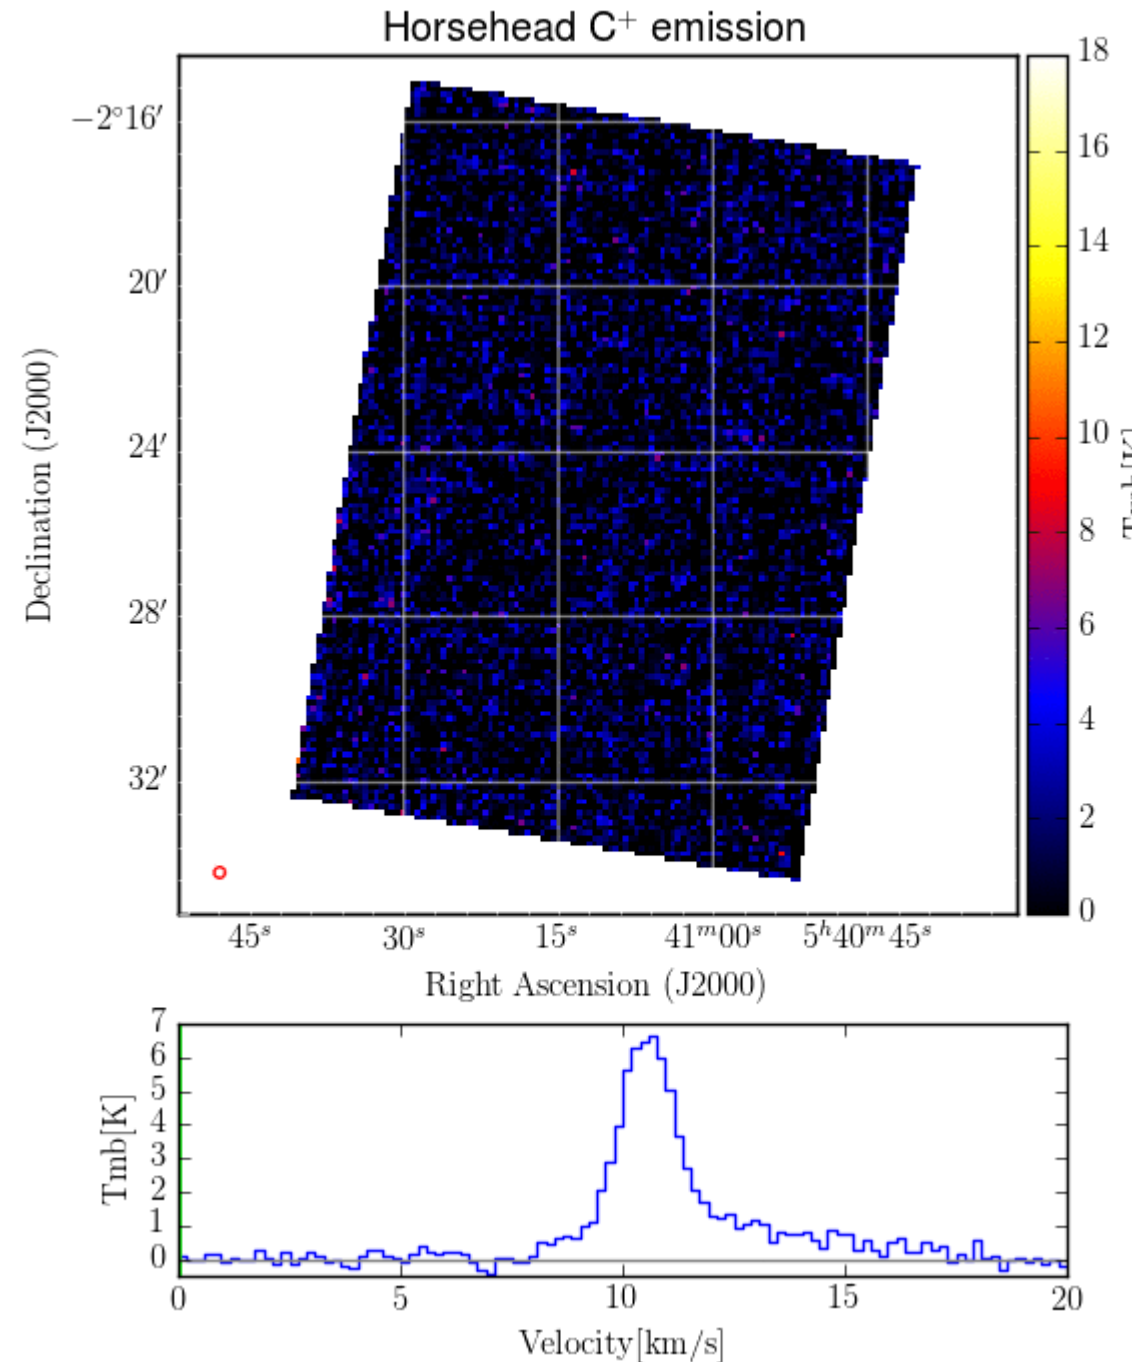 Horsehead C⁺ emission
18
−2°16′
16
14
20′
12
24′
10
Tmb[K]
Declination (J2000)
8
28′
6
4
32′
2
0
45ˢ 30ˢ 15ˢ 41ᵐ00ˢ 5ʰ40ᵐ45ˢ
Right Ascension (J2000)
7
6
5
4
3
2
1
0
Tmb[K]
0 5 10 15 20
Velocity[km/s]